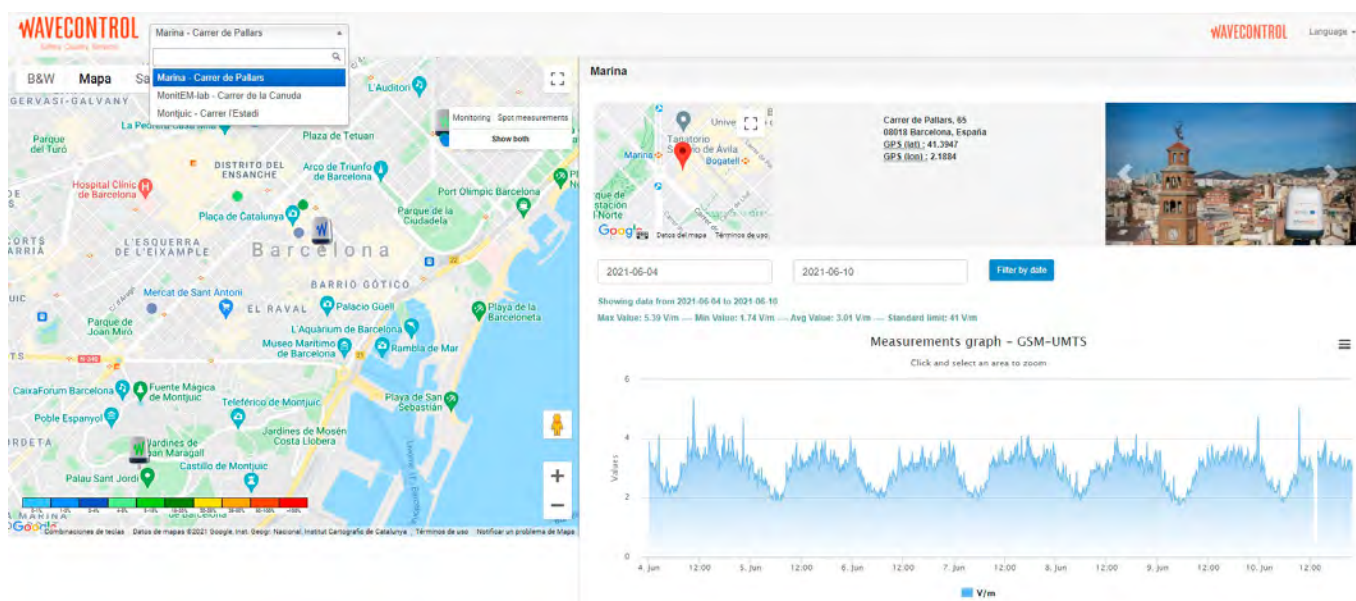 WAVECONTROL
Marina - Carrer de Pallars
Marina - Carrer de Pallars
MonitEM-lab - Carrer de la Canuda
Montjuic - Carrer l'Estadi
WAVECONTROL
Language
B&W Mapa Sa
GERVASI-GALVANY
L'Auditori
Monitoring Spot measurements
Show both
Parque
del Turó
Plaza de Tetuan
DISTRITO DEL
ENSANCHE
Arco de Triunfo
de Barcelona
Hospital Clínic
de Barcelona
Port Olímpic Barcelona
Plaça de Catalunya
Parque de la
Ciudadela
L'ESQUERRA
DE L'EIXAMPLE
Barcelona
22
BARRIO GÓTICO
Mercat de Sant Antoni
EL RAVAL
Palacio Güell
Playa de la
Barceloneta
Parque de
Joan Miró
L'Aquàrium de Barcelona
Museo Marítimo
de Barcelona
21
Rambla de Mar
N-340
CaixaForum Barcelona
Fuente Mágica
de Montjuic
Teleférico de Montjuic
Playa de San
Sebastián
Poble Espanyol
Jardines de
Joan Maragall
Jardines de Mosén
Costa Llobera
Castillo de Montjuic
Palau Sant Jordi
Google
Combinaciones de teclas Datos de mapas ©2021 Google, Inst. Geogr. Nacional, Institut Cartogràfic de Catalunya Términos de uso Notificar un problema de Maps
Marina
Tanatorio
Marina
Bogatell
Google
Datos del mapa Términos de uso
Carrer de Pallars, 65
08018 Barcelona, España
GPS (lat) : 41.3947
GPS (lon) : 2.1884
2021-06-04
2021-06-10
Filter by date
Showing data from 2021-06-04 to 2021-06-10
Max Value: 5.39 V/m --- Min Value: 1.74 V/m --- Avg Value: 3.01 V/m --- Standard limit: 41 V/m
Measurements graph - GSM-UMTS
Click and select an area to zoom
Values
6
4
2
0
4. Jun 12:00 5. Jun 12:00 6. Jun 12:00 7. Jun 12:00 8. Jun 12:00 9. Jun 12:00 10. Jun 12:00
V/m